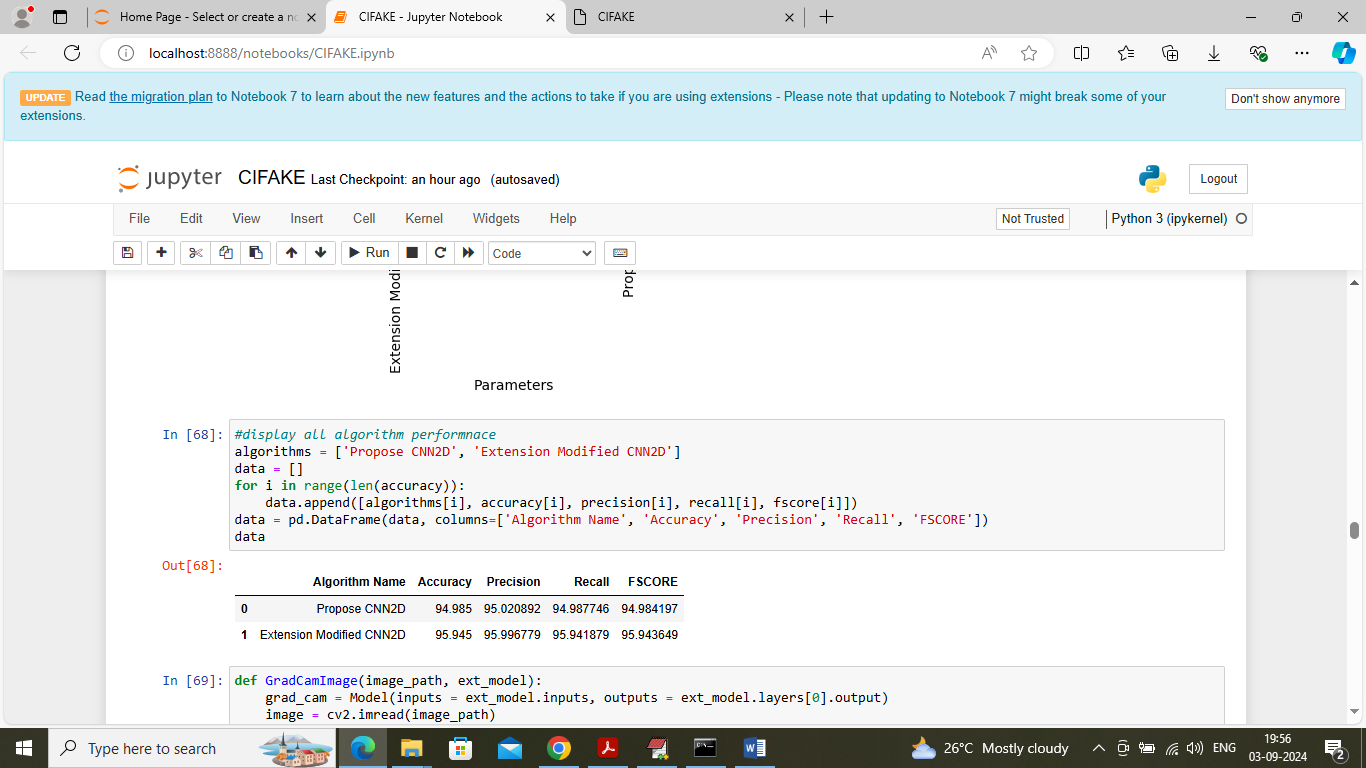 Home Page - Select or create a no
CIFAKE - Jupyter Notebook
CIFAKE
localhost:8888/notebooks/CIFAKE.ipynb
UPDATE Read the migration plan to Notebook 7 to learn about the new features and the actions to take if you are using extensions - Please note that updating to Notebook 7 might break some of your
extensions.
Don't show anymore
jupyter CIFAKE Last Checkpoint: an hour ago (autosaved)
Logout
File Edit View Insert Cell Kernel Widgets Help
Not Trusted
Python 3 (ipykernel)
Run
Code
Extension Modi
Prop
Parameters
In [68]:
#display all algorithm performnace
algorithms = ['Propose CNN2D', 'Extension Modified CNN2D']
data = []
for i in range(len(accuracy)):
    data.append([algorithms[i], accuracy[i], precision[i], recall[i], fscore[i]])
data = pd.DataFrame(data, columns=['Algorithm Name', 'Accuracy', 'Precision', 'Recall', 'FSCORE'])
data
Out[68]:
Algorithm Name Accuracy Precision Recall FSCORE
0 Propose CNN2D 94.985 95.020892 94.987746 94.984197
1 Extension Modified CNN2D 95.945 95.996779 95.941879 95.943649
In [69]:
def GradCamImage(image_path, ext_model):
    grad_cam = Model(inputs = ext_model.inputs, outputs = ext_model.layers[0].output)
    image = cv2.imread(image_path)
Type here to search
26°C Mostly cloudy
ENG
19:56
03-09-2024
2